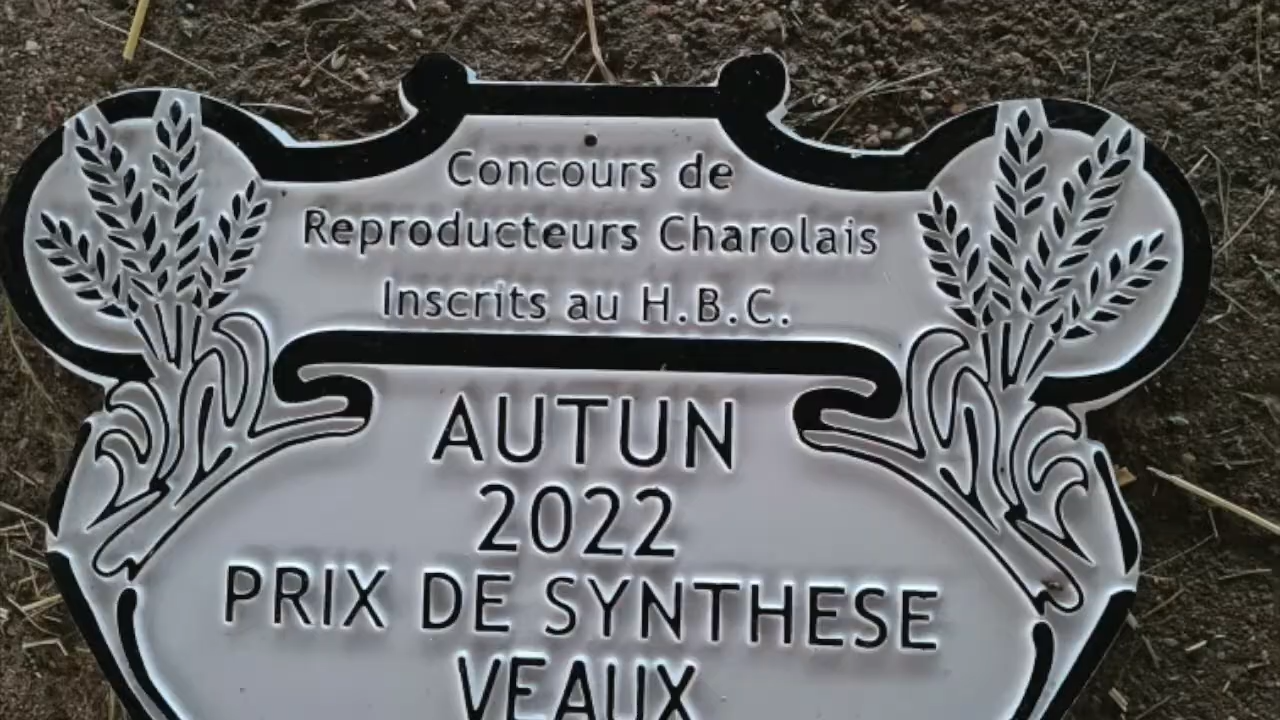 Concours de
Reproducteurs Charolais
Inscrits au H.B.C.
AUTUN
2022
PRIX DE SYNTHESE
VEAUX